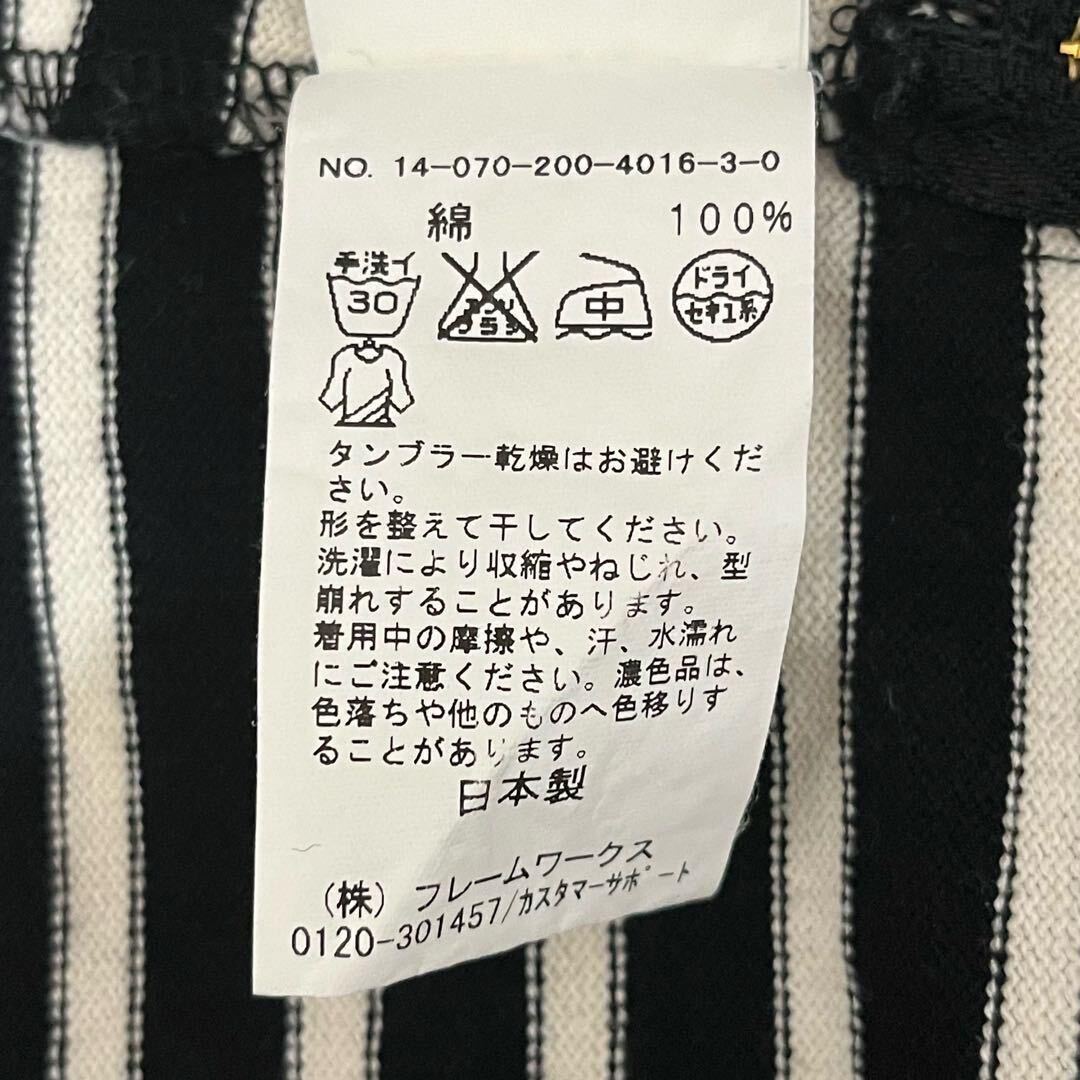 NO. 14-070-200-4016-3-0
綿 100%
手洗イ
30
エンソ
サラシ
中
ドライ
セキユ系
タンブラー乾燥はお避けくだ
さい。
形を整えて干してください。
洗濯により収縮やねじれ、型
崩れすることがあります。
着用中の摩擦や、汗、水濡れ
にご注意ください。濃色品は、
色落ちや他のものへ色移りす
ることがあります。
日本製
(株) フレームワークス
0120-301457/カスタマーサポート